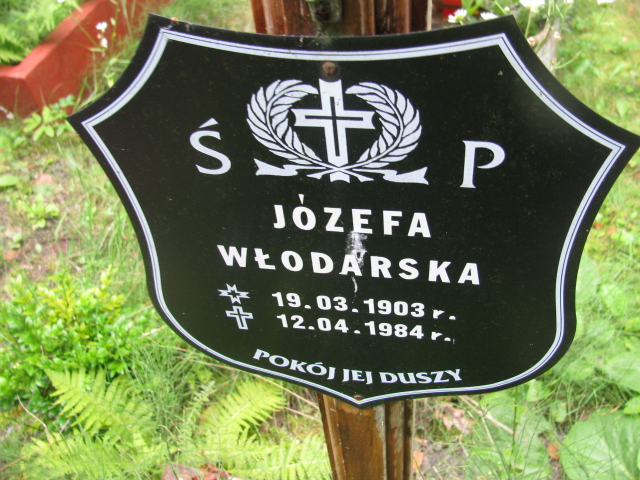 Ś P
JÓZEFA
WŁODARSKA
19.03.1903 r.
12.04.1984 r.
POKÓJ JEJ DUSZY